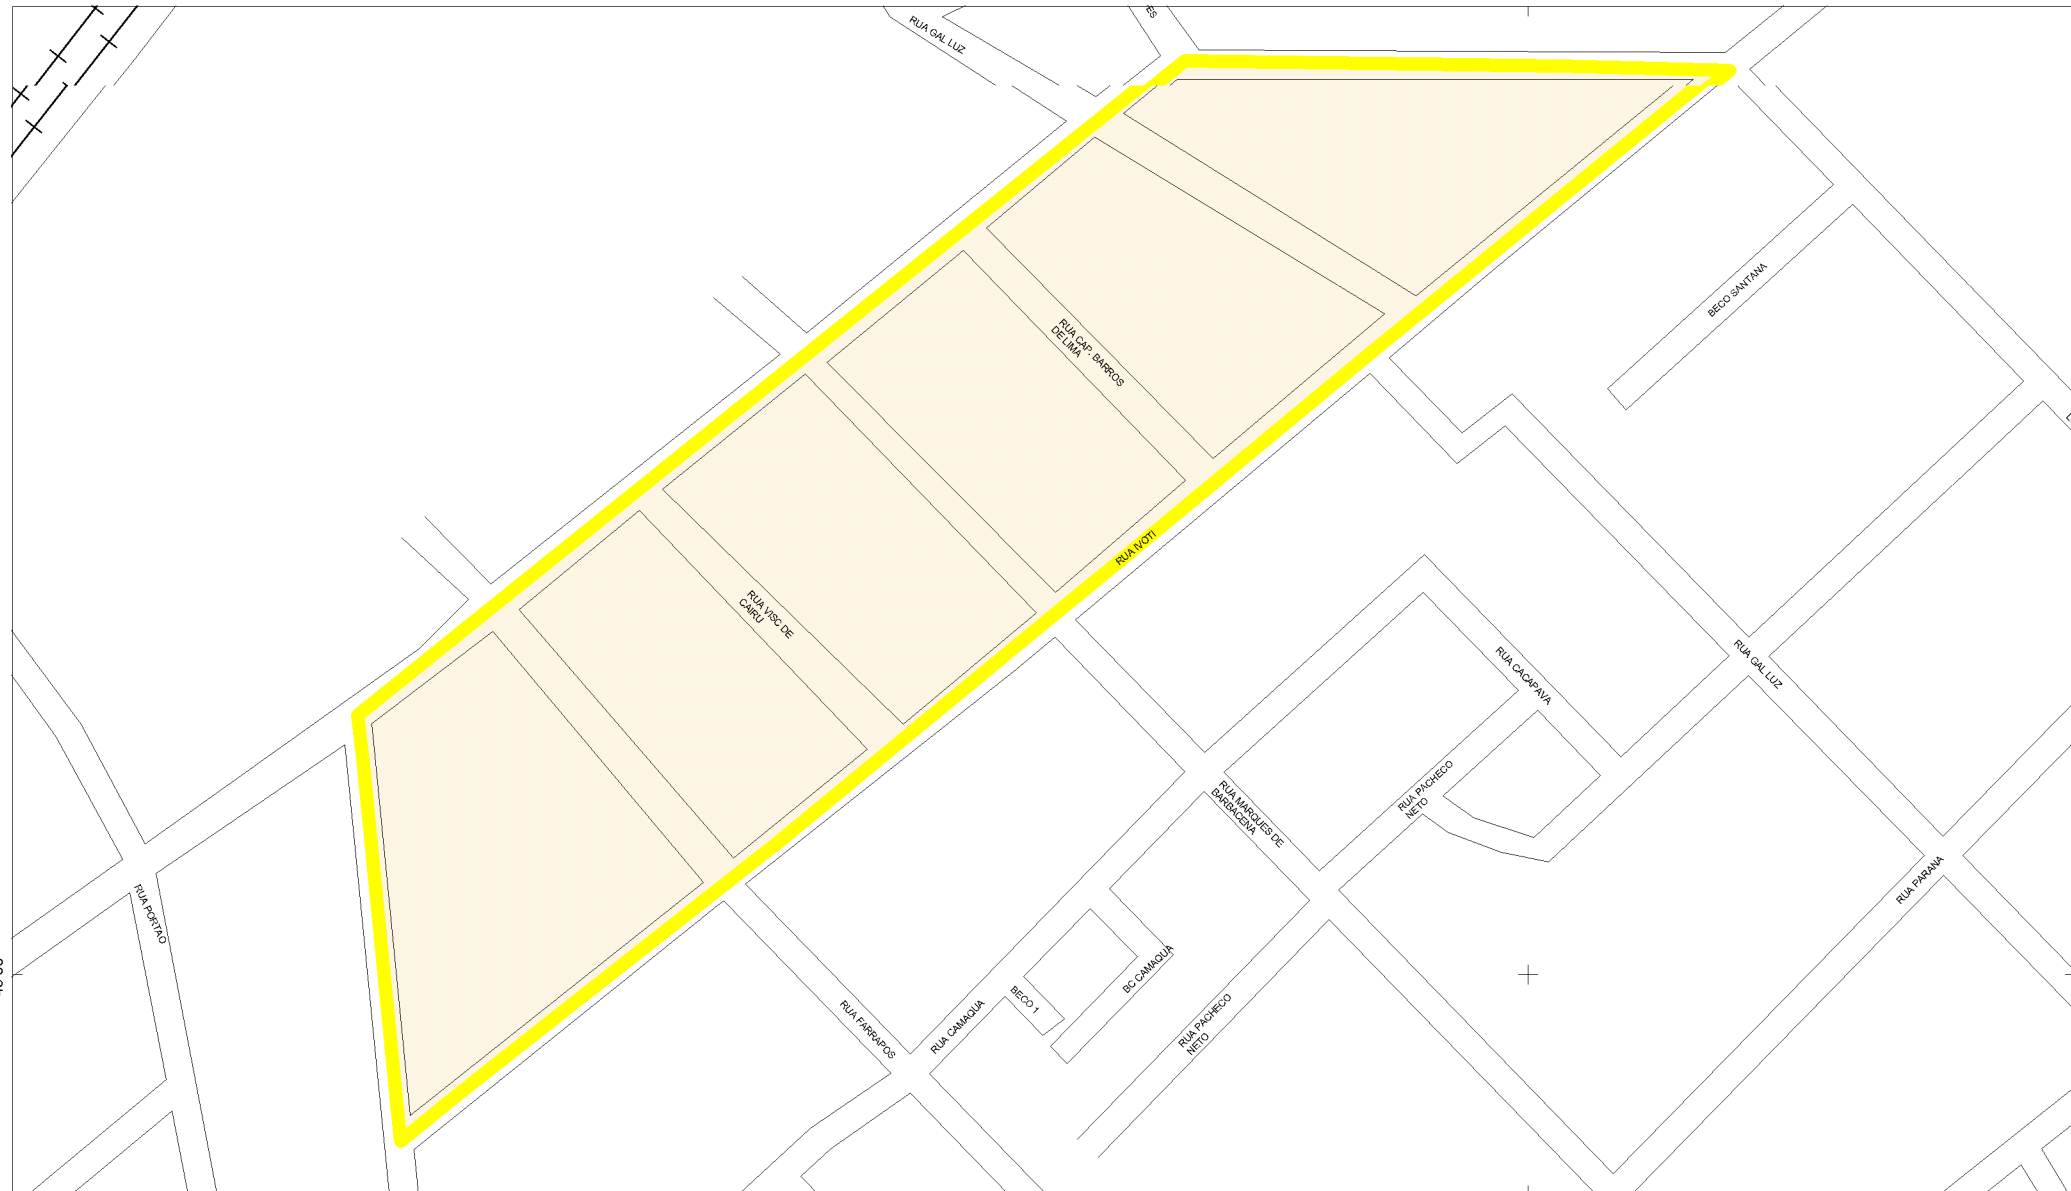 RUA GAL LUZ
ES
BECO SANTANA
RUA CAP. BARROS
DE LIMA
RUA IVOTI
RUA VISC DE
CAIRU
RUA CACAPAVA
RUA GAL LUZ
RUA PACHECO
NETO
RUA MARQUES DE
BARBACENA
RUA PARANA
RUA PORTAO
BC CAMAQUA
BECO 1
RUA CAMAQUA
RUA FARRAPOS
RUA PACHECO
NETO